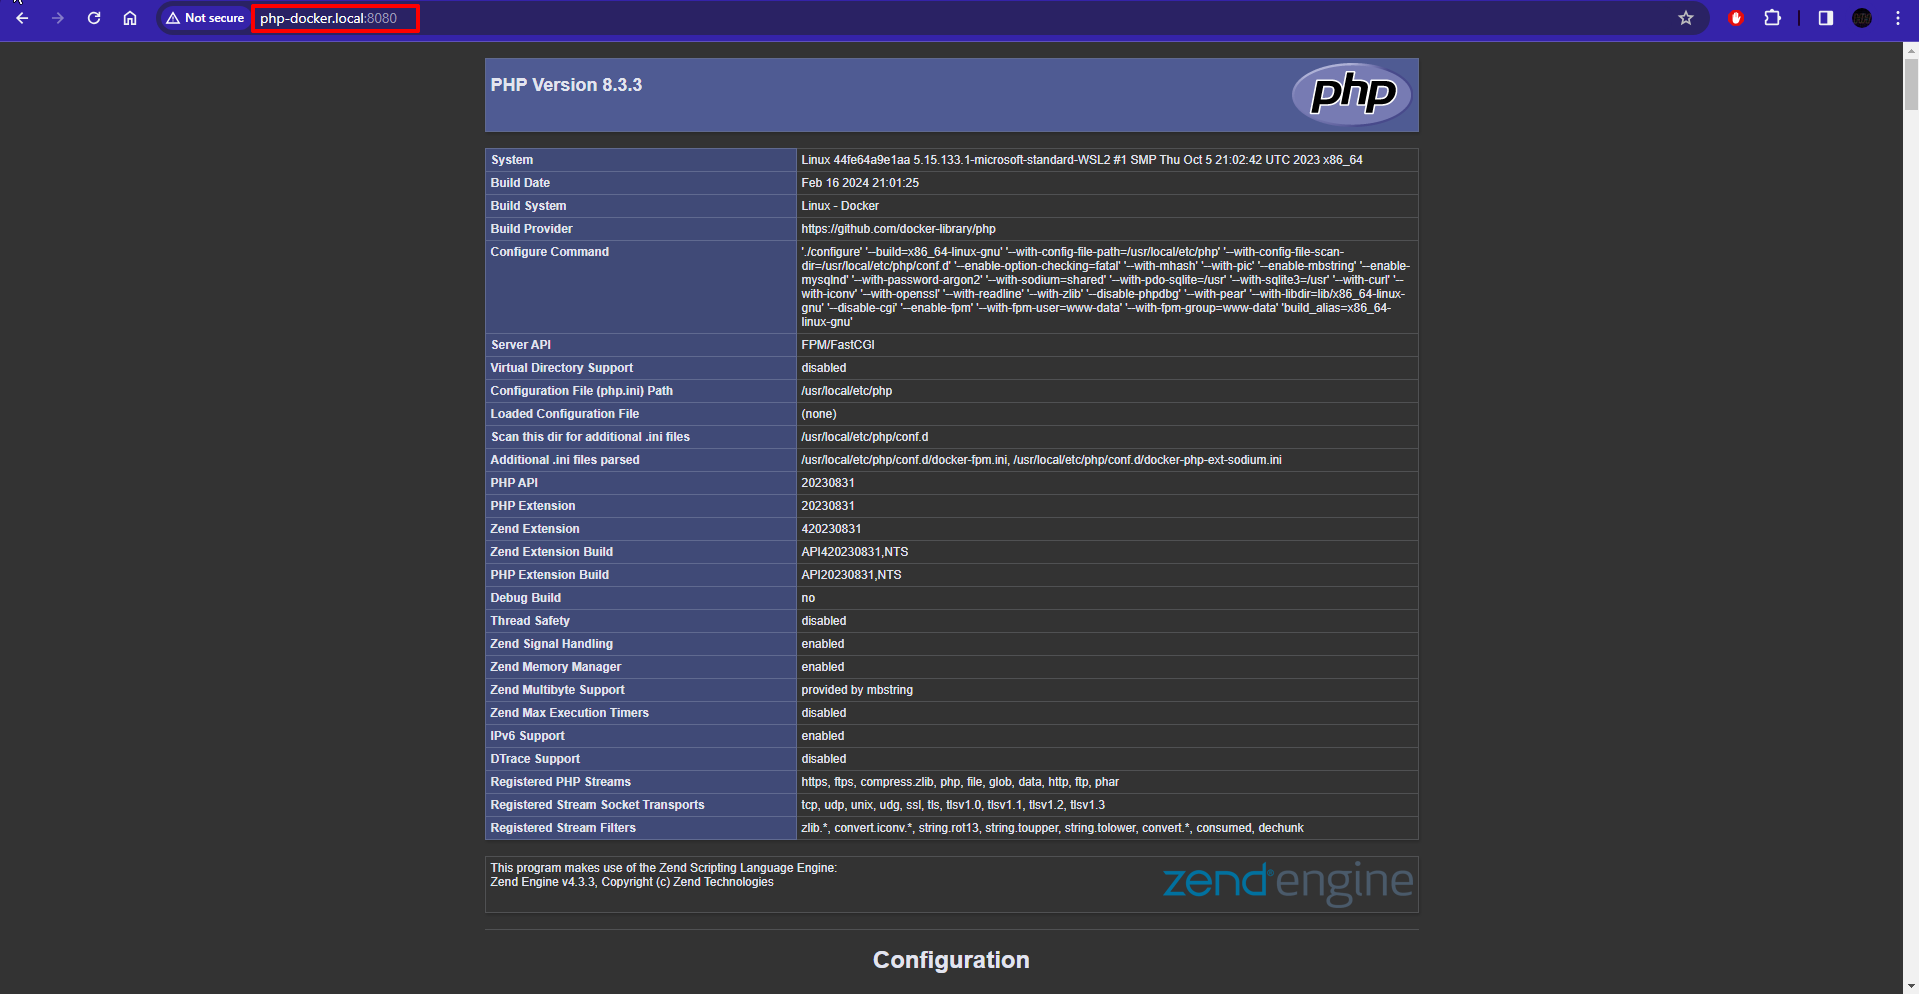 Not secure php-docker.local:8080
PHP Version 8.3.3
php
System Linux 44fe64a9e1aa 5.15.133.1-microsoft-standard-WSL2 #1 SMP Thu Oct 5 21:02:42 UTC 2023 x86_64
Build Date Feb 16 2024 21:01:25
Build System Linux - Docker
Build Provider https://github.com/docker-library/php
Configure Command './configure' '--build=x86_64-linux-gnu' '--with-config-file-path=/usr/local/etc/php' '--with-config-file-scan-
dir=/usr/local/etc/php/conf.d' '--enable-option-checking=fatal' '--with-mhash' '--with-pic' '--enable-mbstring' '--enable-
mysqlnd' '--with-password-argon2' '--with-sodium=shared' '--with-pdo-sqlite=/usr' '--with-sqlite3=/usr' '--with-curl' '--
with-iconv' '--with-openssl' '--with-readline' '--with-zlib' '--disable-phpdbg' '--with-pear' '--with-libdir=lib/x86_64-linux-
gnu' '--disable-cgi' '--enable-fpm' '--with-fpm-user=www-data' '--with-fpm-group=www-data' 'build_alias=x86_64-
linux-gnu'
Server API FPM/FastCGI
Virtual Directory Support disabled
Configuration File (php.ini) Path /usr/local/etc/php
Loaded Configuration File (none)
Scan this dir for additional .ini files /usr/local/etc/php/conf.d
Additional .ini files parsed /usr/local/etc/php/conf.d/docker-fpm.ini, /usr/local/etc/php/conf.d/docker-php-ext-sodium.ini
PHP API 20230831
PHP Extension 20230831
Zend Extension 420230831
Zend Extension Build API420230831,NTS
PHP Extension Build API20230831,NTS
Debug Build no
Thread Safety disabled
Zend Signal Handling enabled
Zend Memory Manager enabled
Zend Multibyte Support provided by mbstring
Zend Max Execution Timers disabled
IPv6 Support enabled
DTrace Support disabled
Registered PHP Streams https, ftps, compress.zlib, php, file, glob, data, http, ftp, phar
Registered Stream Socket Transports tcp, udp, unix, udg, ssl, tls, tlsv1.0, tlsv1.1, tlsv1.2, tlsv1.3
Registered Stream Filters zlib.*, convert.iconv.*, string.rot13, string.toupper, string.tolower, convert.*, consumed, dechunk
This program makes use of the Zend Scripting Language Engine:
Zend Engine v4.3.3, Copyright (c) Zend Technologies
zend engine
Configuration